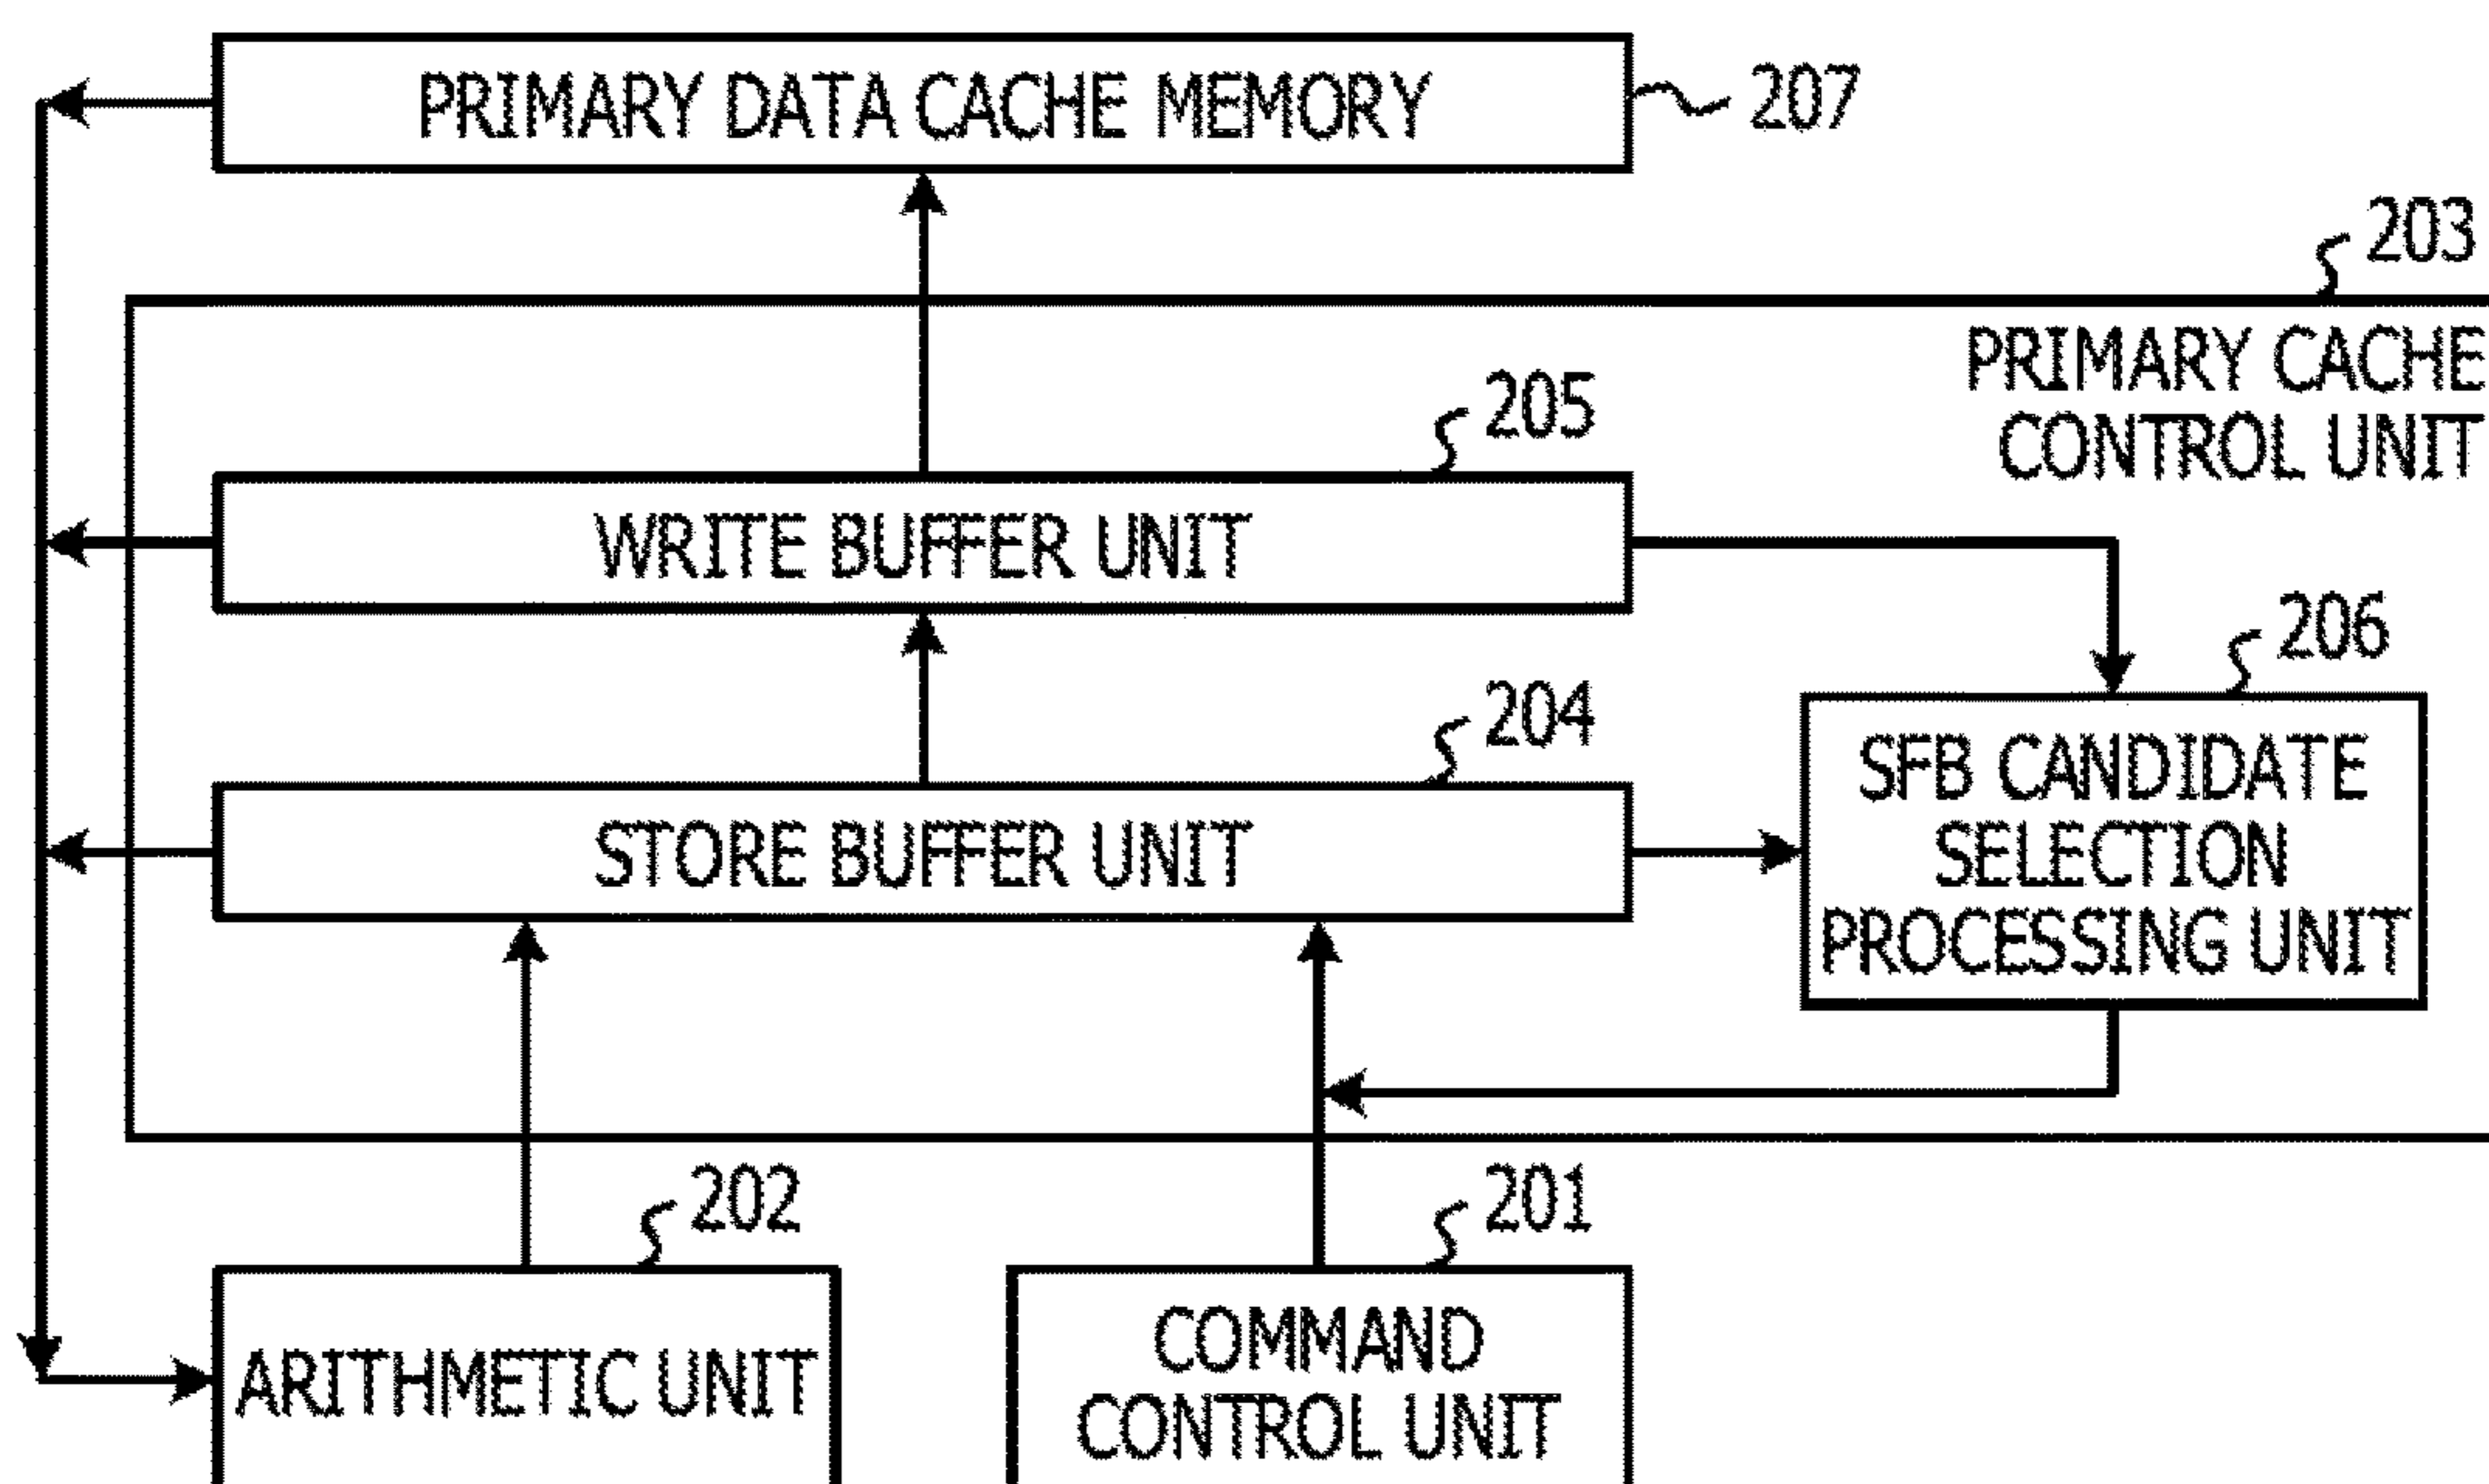 PRIMARY DATA CACHE MEMORY
207
203
PRIMARY CACHE
CONTROL UNIT
205
WRITE BUFFER UNIT
206
204
SFB CANDIDATE
SELECTION
PROCESSING UNIT
STORE BUFFER UNIT
202
201
ARITHMETIC UNIT
COMMAND
CONTROL UNIT